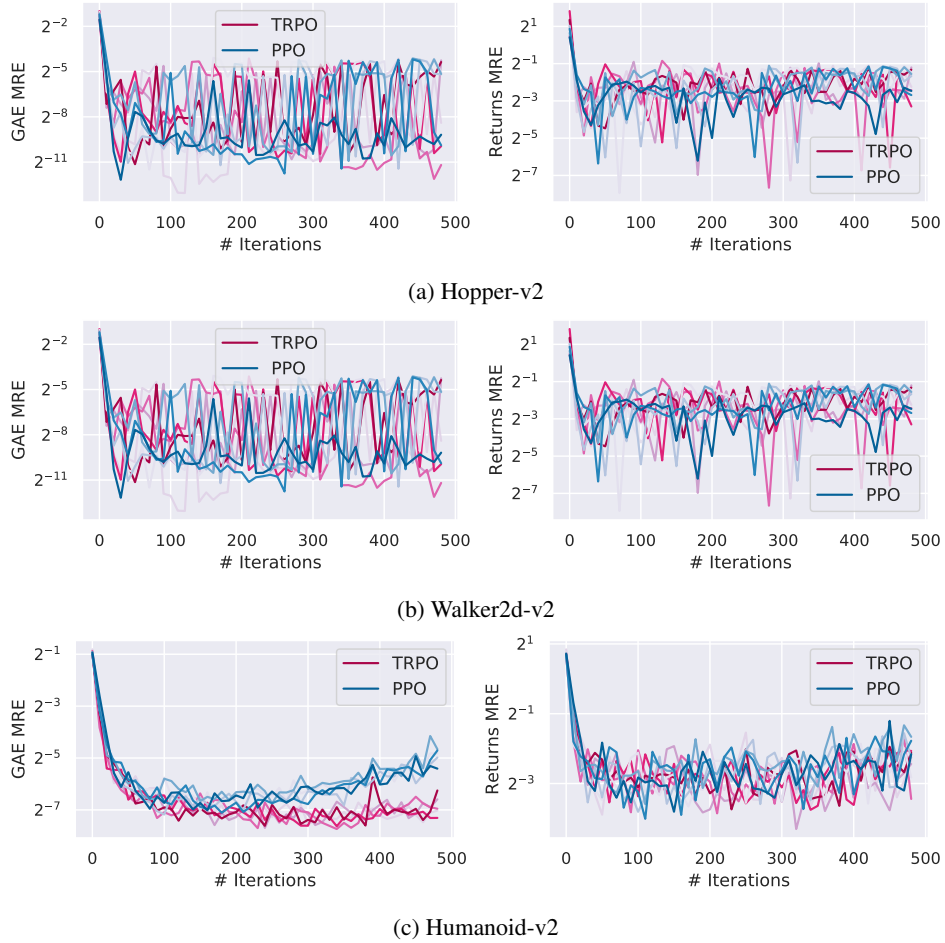 GAE MRE
2^-2
2^-5
2^-8
2^-11
TRPO
PPO
0 100 200 300 400 500
# Iterations
Returns MRE
2^1
2^-1
2^-3
2^-5
2^-7
TRPO
PPO
0 100 200 300 400 500
# Iterations
(a) Hopper-v2
GAE MRE
2^-2
2^-5
2^-8
2^-11
TRPO
PPO
0 100 200 300 400 500
# Iterations
Returns MRE
2^1
2^-1
2^-3
2^-5
2^-7
TRPO
PPO
0 100 200 300 400 500
# Iterations
(b) Walker2d-v2
GAE MRE
2^-1
2^-3
2^-5
2^-7
TRPO
PPO
0 100 200 300 400 500
# Iterations
Returns MRE
2^1
2^-1
2^-3
TRPO
PPO
0 100 200 300 400 500
# Iterations
(c) Humanoid-v2